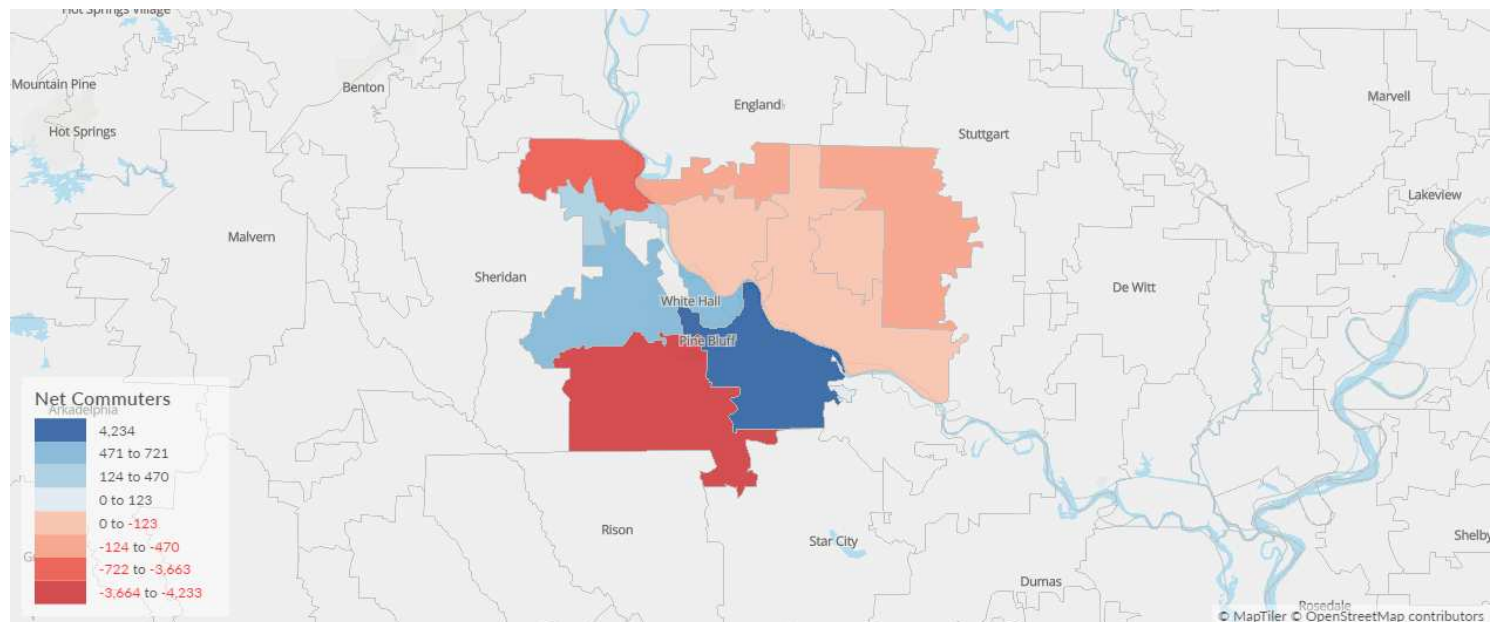 Hot Springs Village
Mountain Pine
Benton
England
Marvell
Hot Springs
Stuttgart
Lakeview
Malvern
Sheridan
De Witt
White Hall
Pine Bluff
Net Commuters
Arkadelphia
4,234
471 to 721
124 to 470
0 to 123
0 to -123
-124 to -470
-722 to -3,663
-3,664 to -4,233
Rison
Star City
Shelby
Dumas
Rosedale
© MapTiler © OpenStreetMap contributors